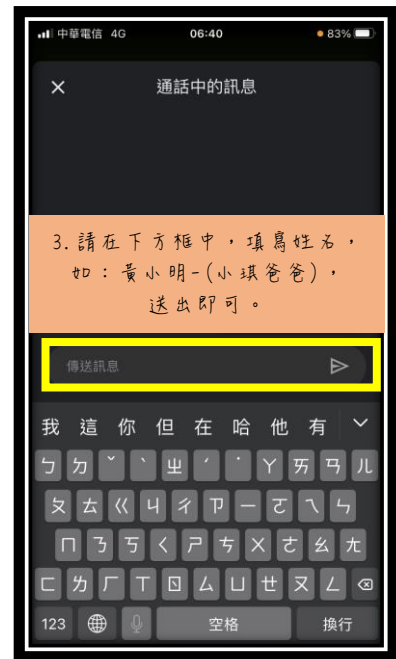 中華電信 4G 06:40 83%
通話中的訊息
3.請在下方框中，填寫姓名，
如：黃小明-(小琪爸爸)，
送出即可。
傳送訊息
我 這 你 但 在 哈 他 有
ㄅ ㄉ ˇ ˋ ㄓ ˊ ˙ ㄚ ㄞ ㄢ ㄦ
ㄆ ㄊ ㄍ ㄐ ㄔ ㄗ ㄧ ㄛ ㄟ ㄣ
ㄇ ㄋ ㄎ ㄑ ㄕ ㄘ ㄨ ㄜ ㄠ ㄤ
ㄈ ㄌ ㄏ ㄒ ㄖ ㄙ ㄩ ㄝ ㄡ ㄥ
123 空格 換行